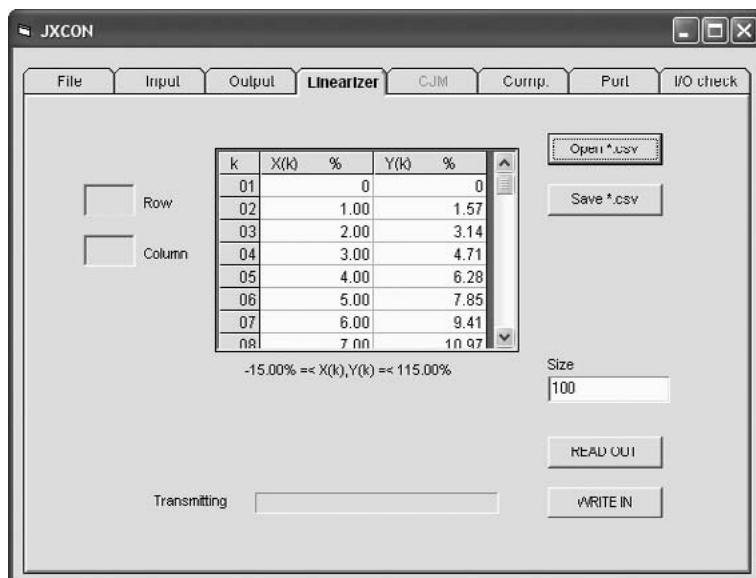 JXCON
File Input Output Linearizer CJM Comp. Port I/O check
k X(k) % Y(k) %
01 0 0
02 1.00 1.57
03 2.00 3.14
04 3.00 4.71
05 4.00 6.28
06 5.00 7.85
07 6.00 9.41
08 7.00 10.97
Row
Column
Open *.csv
Save *.csv
-15.00% =< X(k),Y(k) =< 115.00%
Size
100
READ OUT
Transmitting
WRITE IN